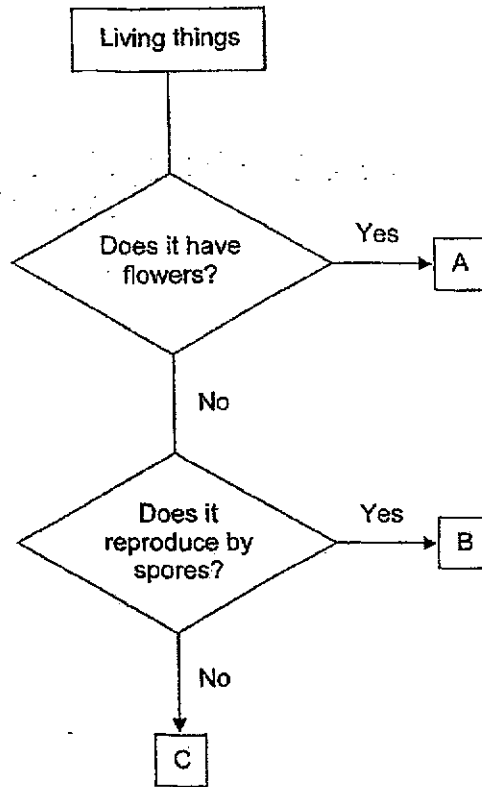 Living things
Does it have
flowers?
Yes
A
No
Does it
reproduce by
spores?
Yes
B
No
C